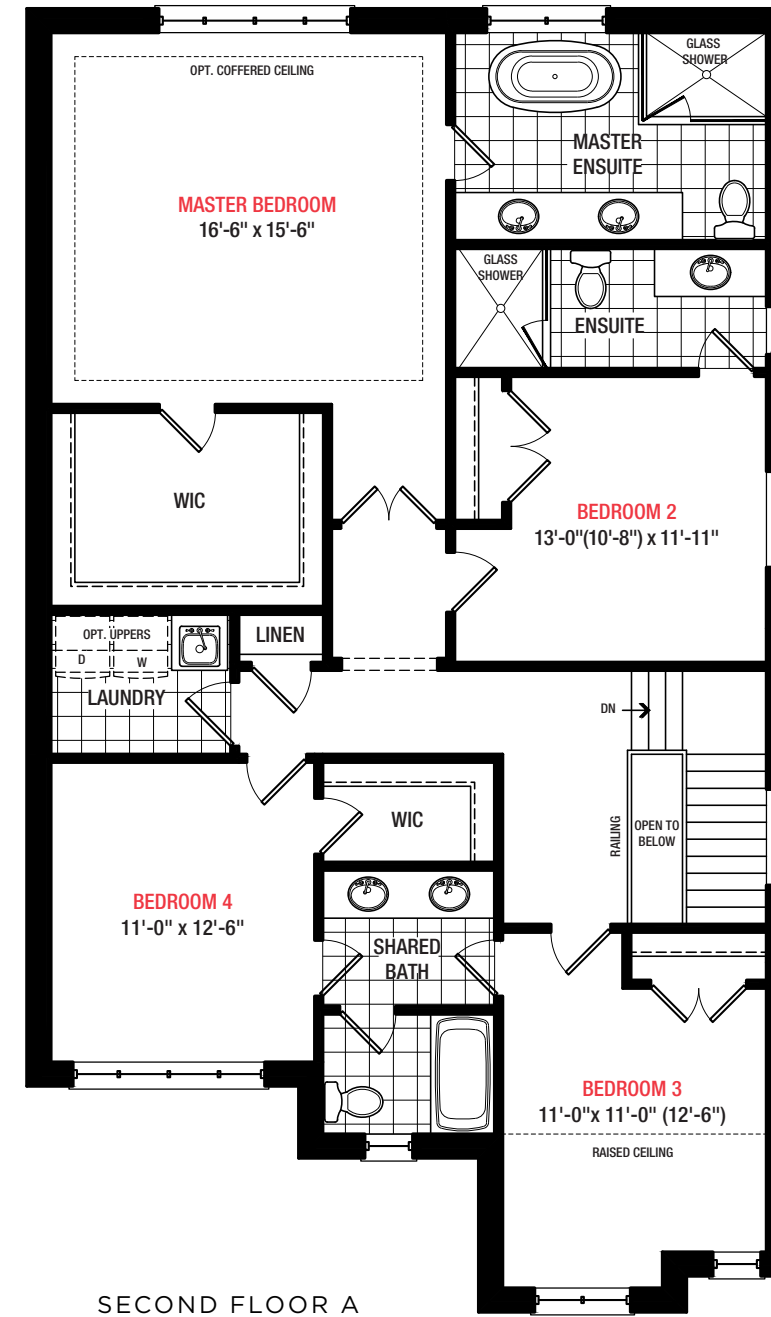 OPT. COFFERED CEILING
MASTER BEDROOM
16'-6" x 15'-6"
GLASS
SHOWER
MASTER
ENSUITE
GLASS
SHOWER
ENSUITE
WIC
BEDROOM 2
13'-0"(10'-8") x 11'-11"
OPT. UPPERS
D
W
LAUNDRY
LINEN
DN
RAILING
OPEN TO
BELOW
WIC
BEDROOM 4
11'-0" x 12'-6"
SHARED
BATH
BEDROOM 3
11'-0"x 11'-0" (12'-6")
RAISED CEILING
SECOND FLOOR A